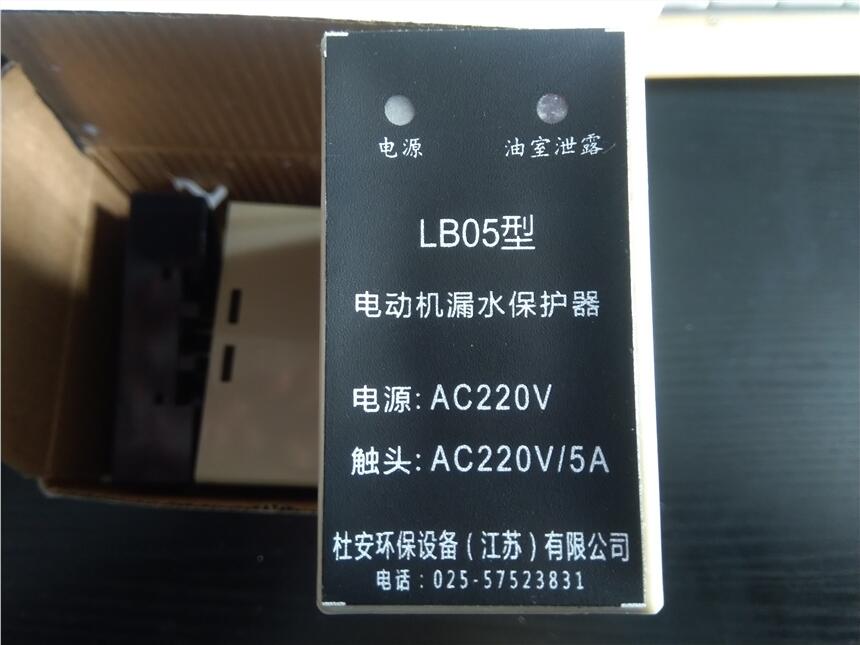 电源 油室泄露
LB05型
电动机漏水保护器
电源: AC220V
触头: AC220V/5A
杜安环保设备(江苏)有限公司
电话: 025-57523831